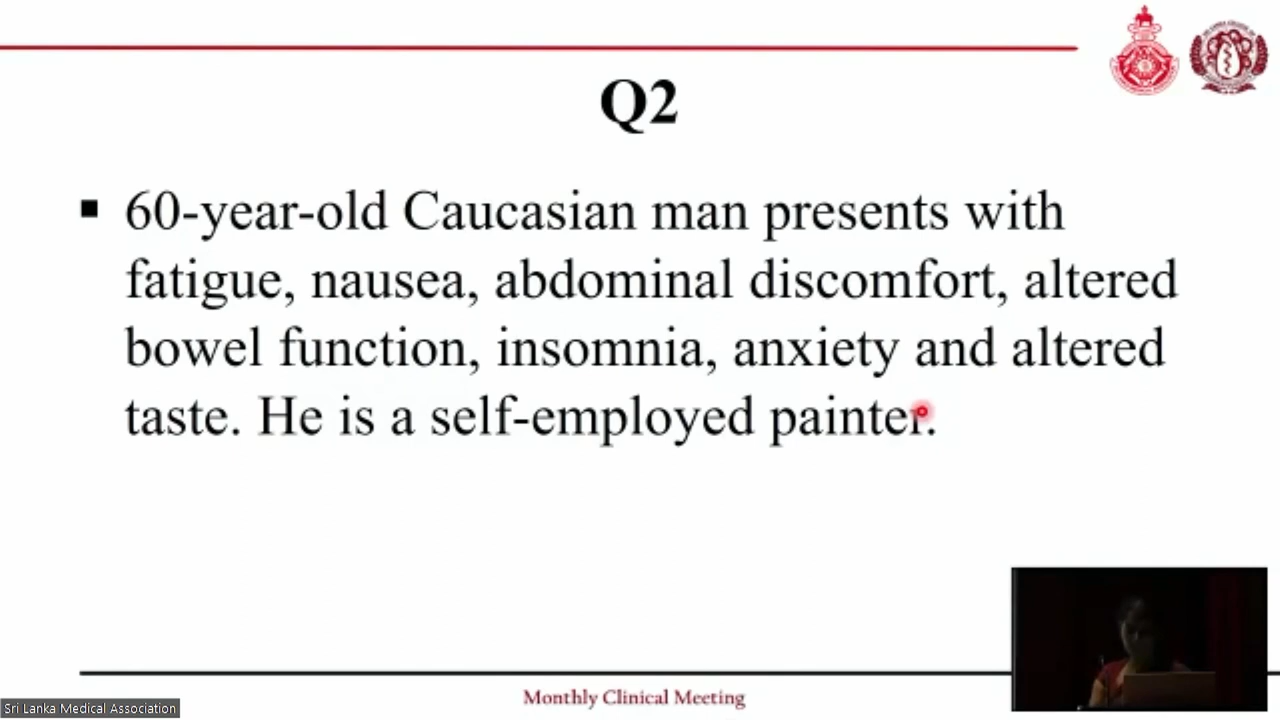 Q2
▪ 60-year-old Caucasian man presents with
fatigue, nausea, abdominal discomfort, altered
bowel function, insomnia, anxiety and altered
taste. He is a self-employed painter.
Monthly Clinical Meeting
Sri Lanka Medical Association